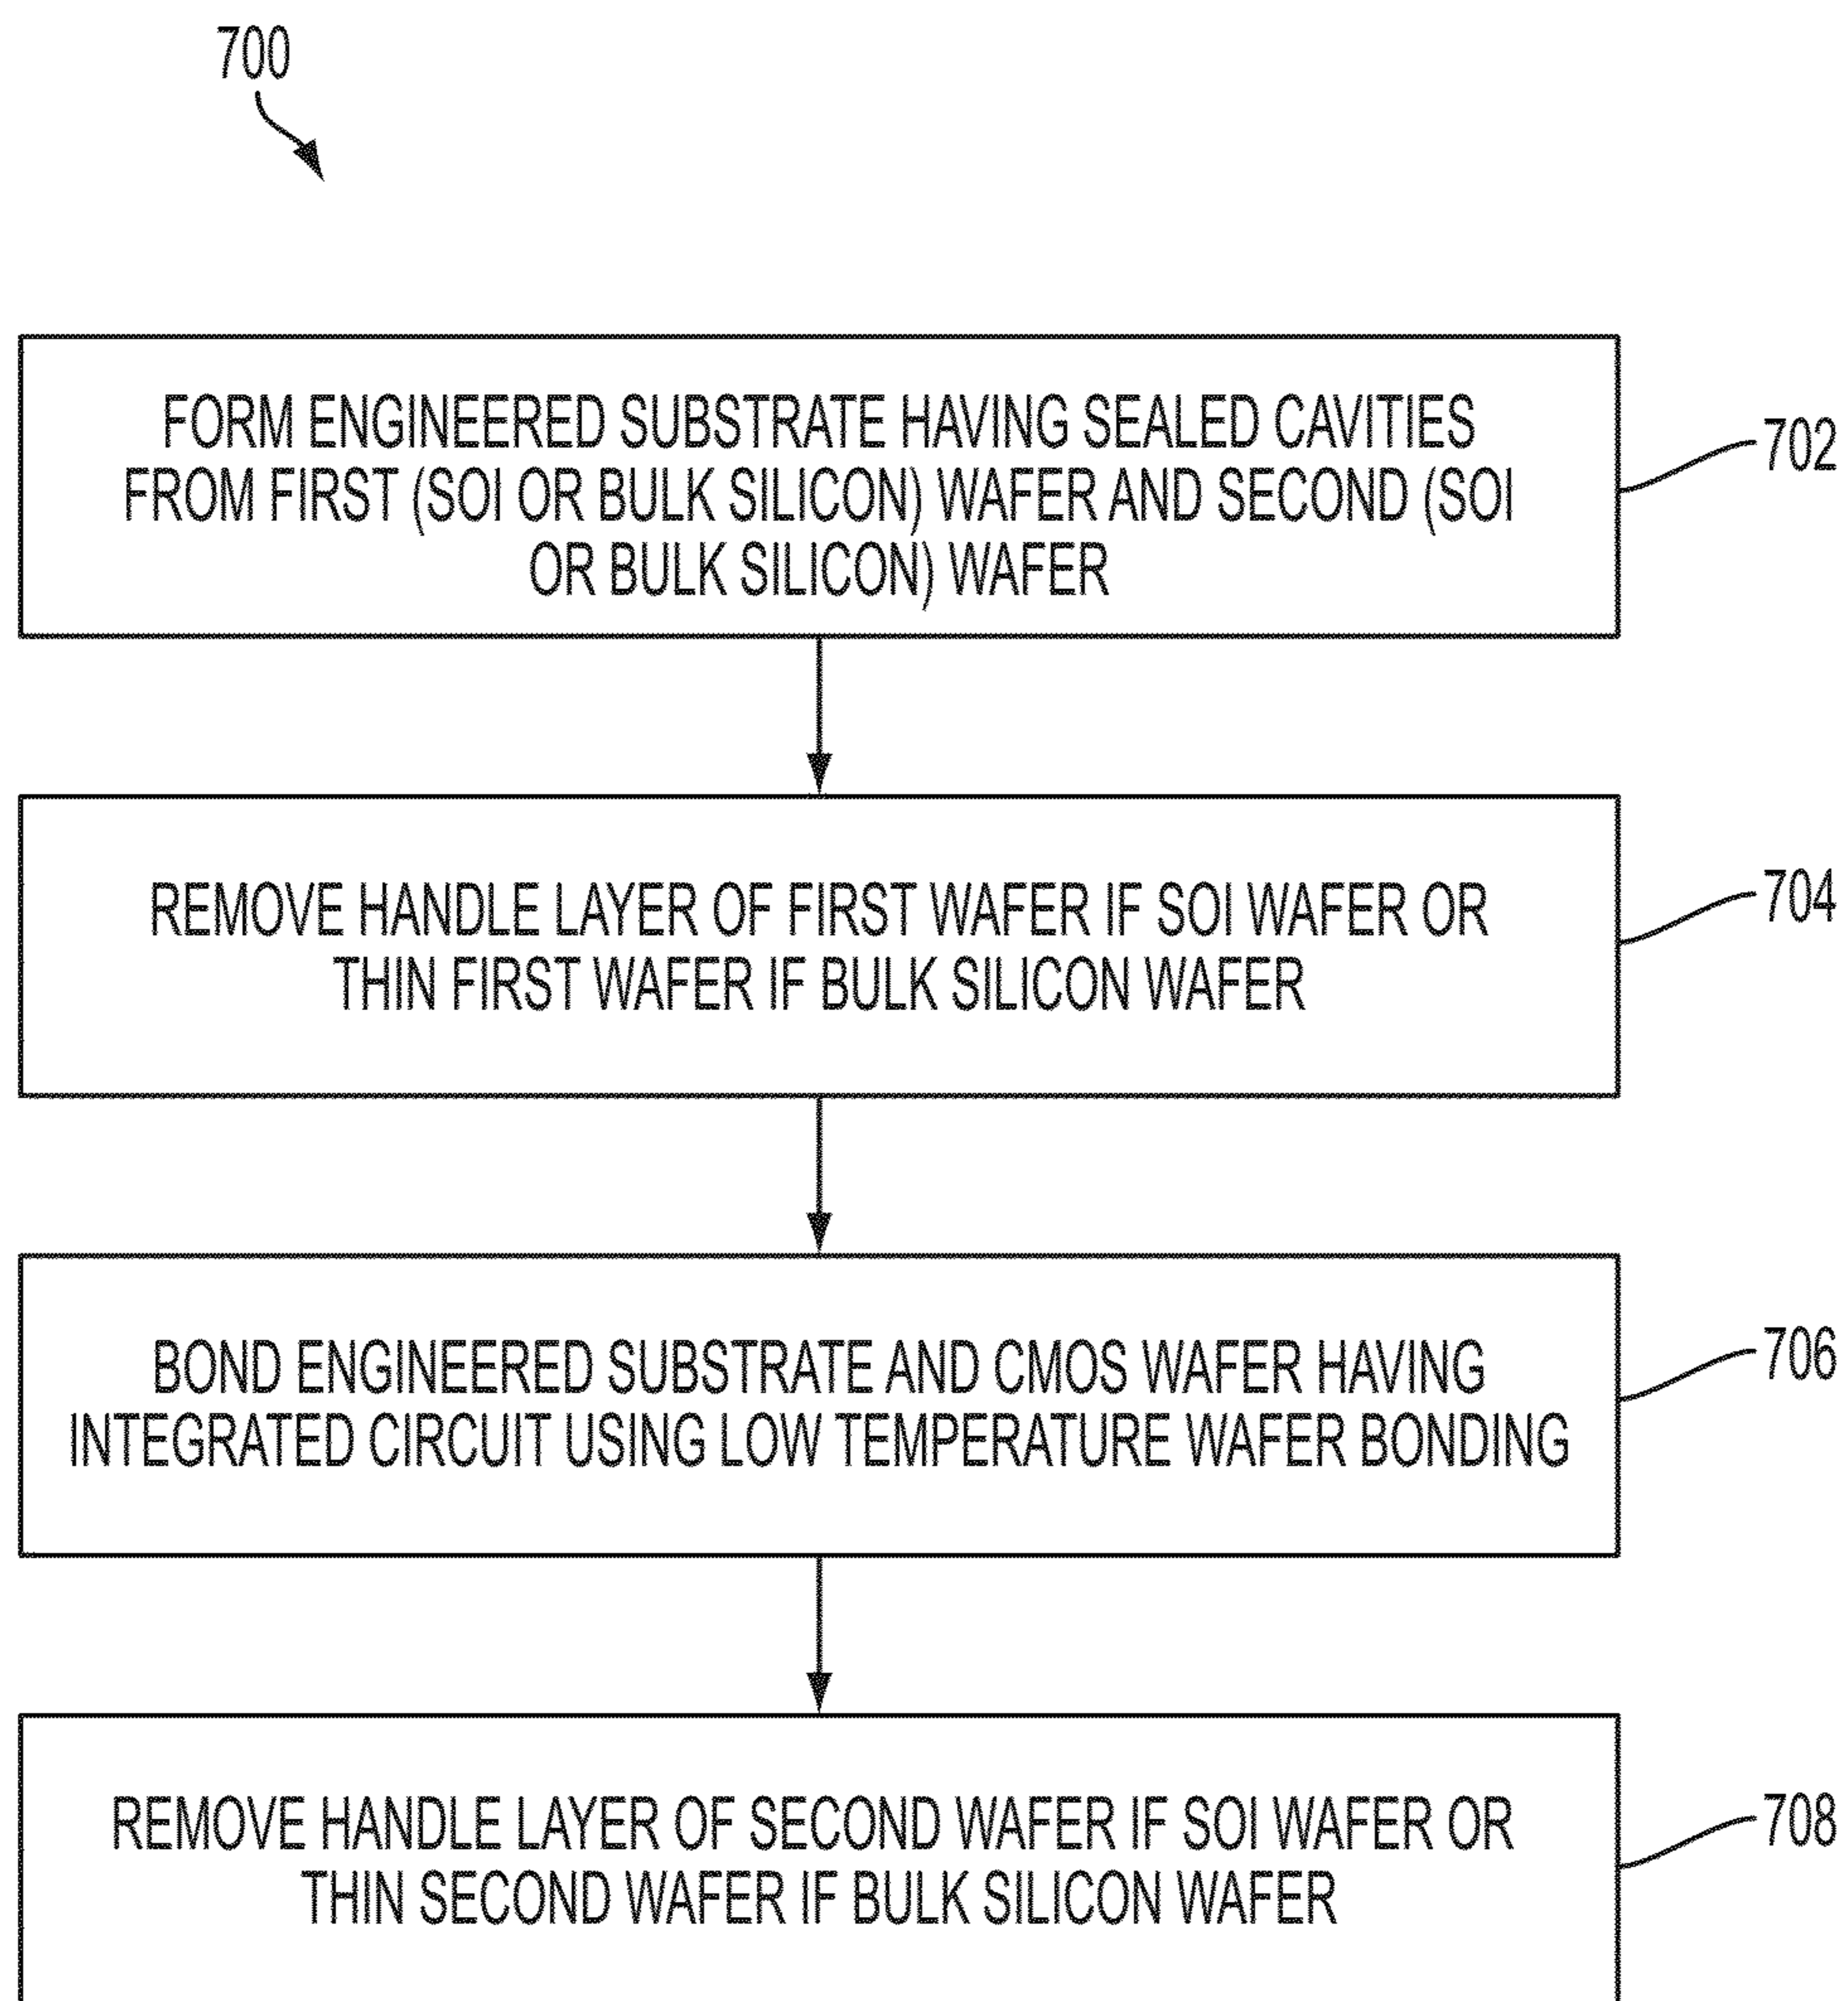 700
FORM ENGINEERED SUBSTRATE HAVING SEALED CAVITIES
FROM FIRST (SOI OR BULK SILICON) WAFER AND SECOND (SOI
OR BULK SILICON) WAFER
702
REMOVE HANDLE LAYER OF FIRST WAFER IF SOI WAFER OR
THIN FIRST WAFER IF BULK SILICON WAFER
704
BOND ENGINEERED SUBSTRATE AND CMOS WAFER HAVING
INTEGRATED CIRCUIT USING LOW TEMPERATURE WAFER BONDING
706
REMOVE HANDLE LAYER OF SECOND WAFER IF SOI WAFER OR
THIN SECOND WAFER IF BULK SILICON WAFER
708